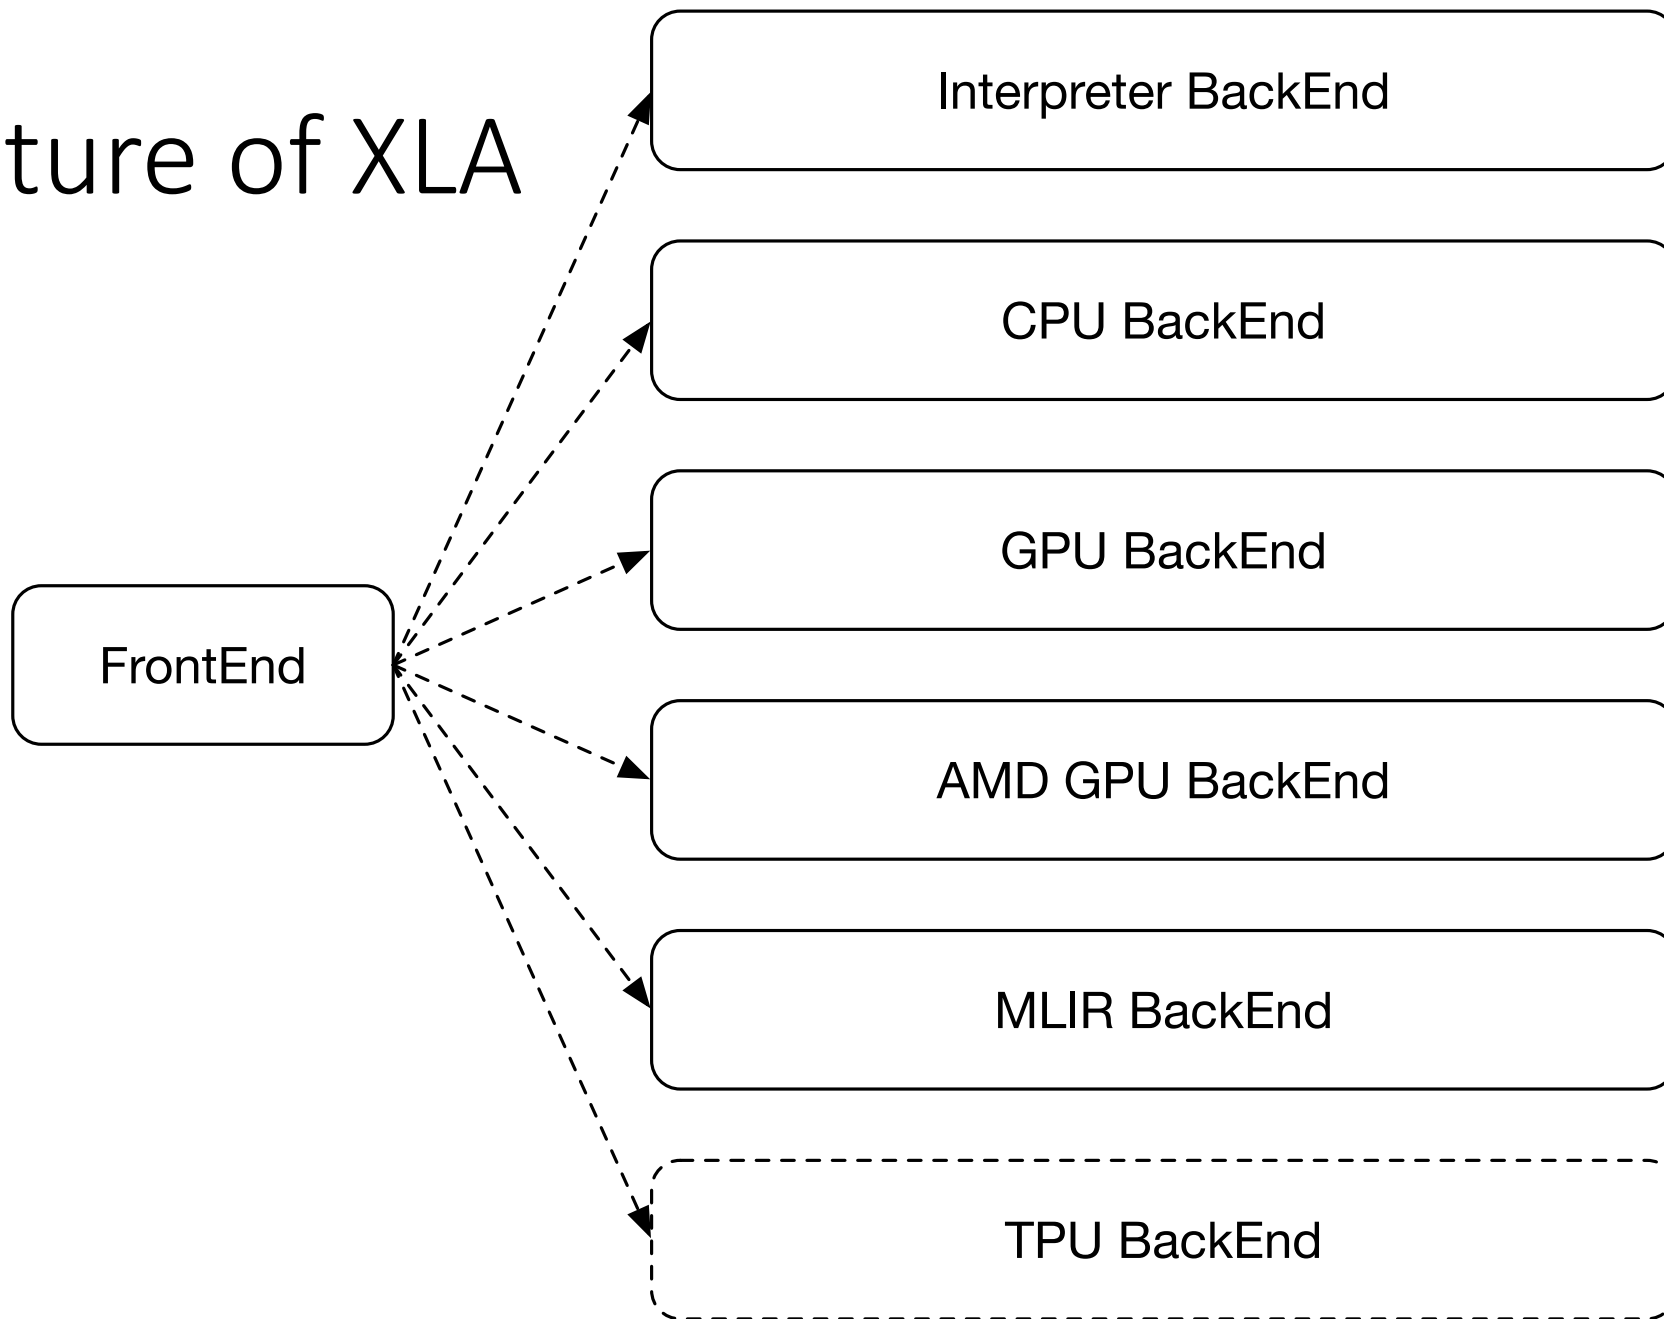 ture of XLA
Interpreter BackEnd
CPU BackEnd
GPU BackEnd
FrontEnd
AMD GPU BackEnd
MLIR BackEnd
TPU BackEnd